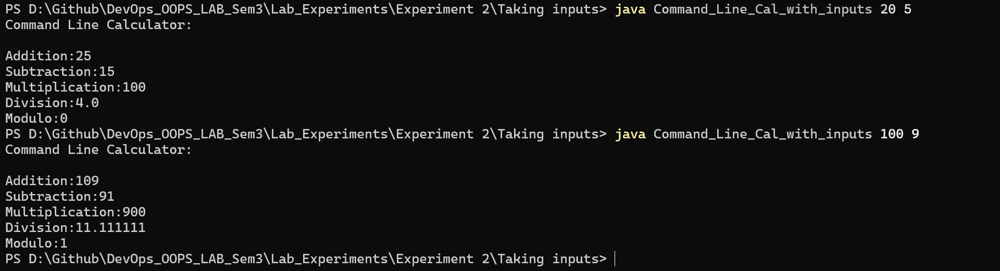 PS D:\Github\DevOps_OOPS_LAB_Sem3\Lab_Experiments\Experiment 2\Taking inputs> java Command_Line_Cal_with_inputs 20 5
Command Line Calculator:
Addition:25
Subtraction:15
Multiplication:100
Division:4.0
Modulo:0
PS D:\Github\DevOps_OOPS_LAB_Sem3\Lab_Experiments\Experiment 2\Taking inputs> java Command_Line_Cal_with_inputs 100 9
Command Line Calculator:
Addition:109
Subtraction:91
Multiplication:900
Division:11.111111
Modulo:1
PS D:\Github\DevOps_OOPS_LAB_Sem3\Lab_Experiments\Experiment 2\Taking inputs>